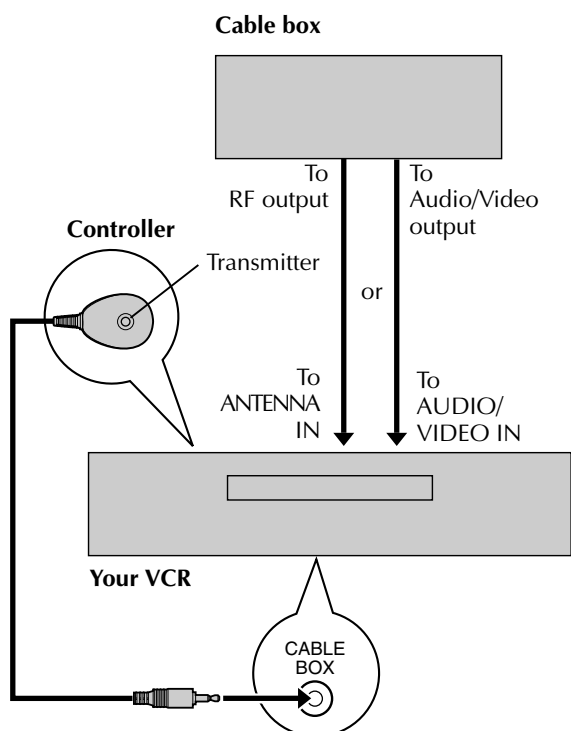 Cable box
To
RF output
To
Audio/Video
output
Controller
Transmitter
or
To
ANTENNA
IN
To
AUDIO/
VIDEO IN
Your VCR
CABLE
BOX